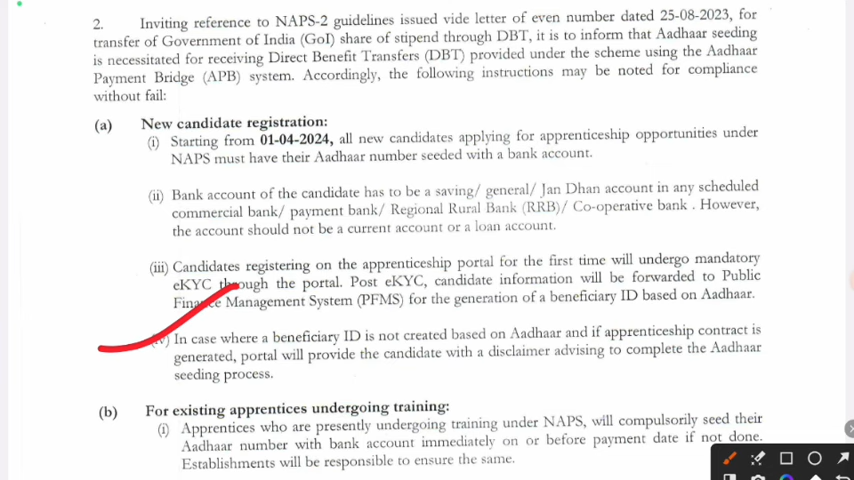 2. Inviting reference to NAPS-2 guidelines issued vide letter of even number dated 25-08-2023, for
transfer of Government of India (GoI) share of stipend through DBT, it is to inform that Aadhaar seeding
is necessitated for receiving Direct Benefit Transfers (DBT) provided under the scheme using the Aadhaar
Payment Bridge (APB) system. Accordingly, the following instructions may be noted for compliance
without fail:
(a) New candidate registration:
(i) Starting from 01-04-2024, all new candidates applying for apprenticeship opportunities under
NAPS must have their Aadhaar number seeded with a bank account.
(ii) Bank account of the candidate has to be a saving/ general/ Jan Dhan account in any scheduled
commercial bank/ payment bank/ Regional Rural Bank (RRB)/ Co-operative bank . However,
the account should not be a current account or a loan account.
(iii) Candidates registering on the apprenticeship portal for the first time will undergo mandatory
eKYC through the portal. Post eKYC, candidate information will be forwarded to Public
Finance Management System (PFMS) for the generation of a beneficiary ID based on Aadhaar.
(iv) In case where a beneficiary ID is not created based on Aadhaar and if apprenticeship contract is
generated, portal will provide the candidate with a disclaimer advising to complete the Aadhaar
seeding process.
(b) For existing apprentices undergoing training:
(i) Apprentices who are presently undergoing training under NAPS, will compulsorily seed their
Aadhaar number with bank account immediately on or before payment date if not done.
Establishments will be responsible to ensure the same.